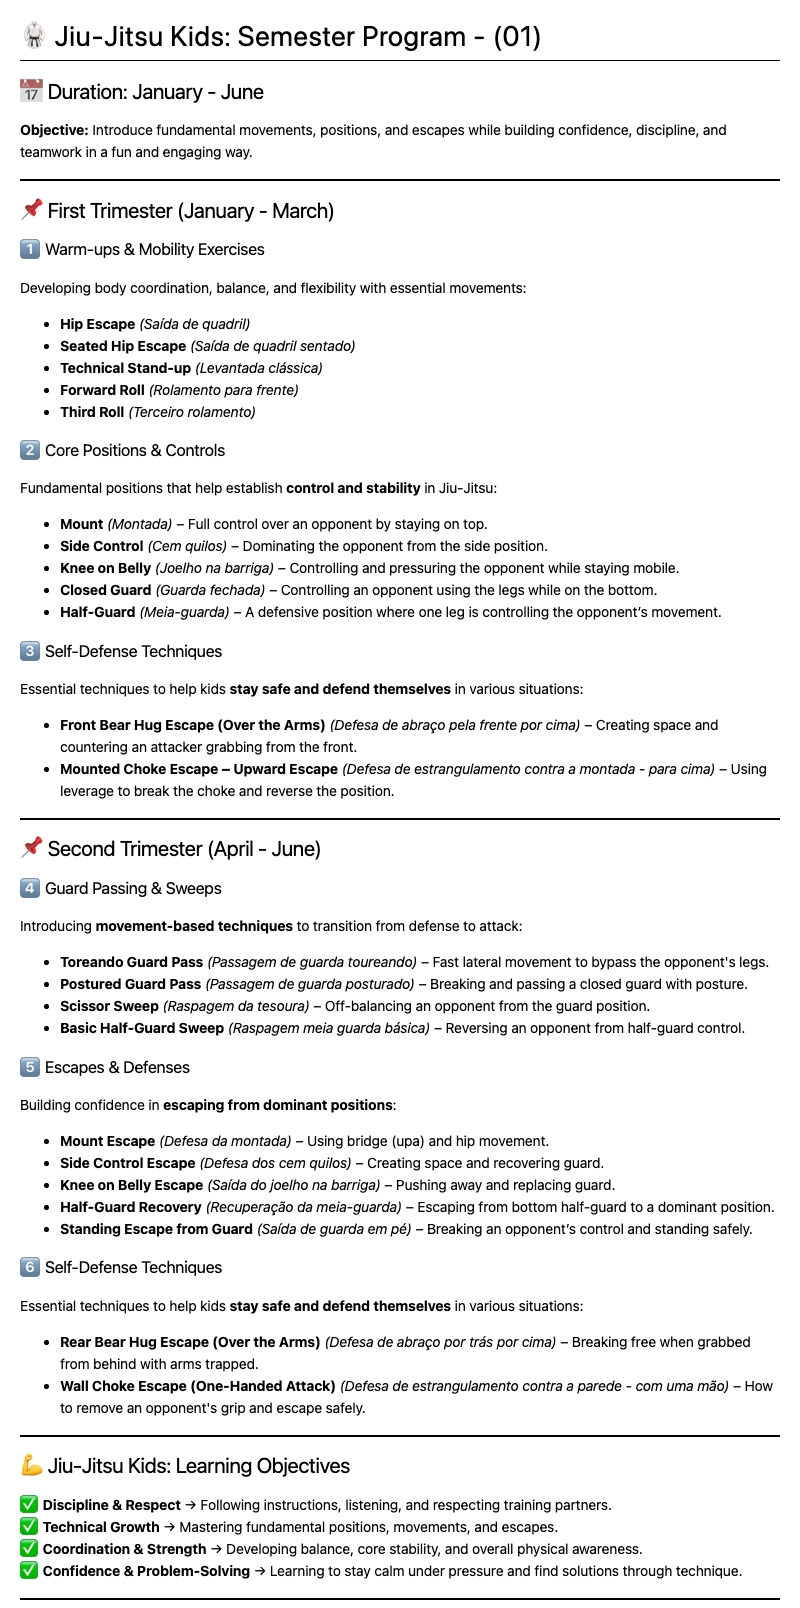 Jiu-Jitsu Kids: Semester Program - (01)
17 Duration: January - June
Objective: Introduce fundamental movements, positions, and escapes while building confidence, discipline, and
teamwork in a fun and engaging way.
First Trimester (January - March)
1 Warm-ups & Mobility Exercises
Developing body coordination, balance, and flexibility with essential movements:
• Hip Escape (Saída de quadril)
• Seated Hip Escape (Saída de quadril sentado)
• Technical Stand-up (Levantada clássica)
• Forward Roll (Rolamento para frente)
• Third Roll (Terceiro rolamento)
2 Core Positions & Controls
Fundamental positions that help establish control and stability in Jiu-Jitsu:
• Mount (Montada) – Full control over an opponent by staying on top.
• Side Control (Cem quilos) – Dominating the opponent from the side position.
• Knee on Belly (Joelho na barriga) – Controlling and pressuring the opponent while staying mobile.
• Closed Guard (Guarda fechada) – Controlling an opponent using the legs while on the bottom.
• Half-Guard (Meia-guarda) – A defensive position where one leg is controlling the opponent’s movement.
3 Self-Defense Techniques
Essential techniques to help kids stay safe and defend themselves in various situations:
• Front Bear Hug Escape (Over the Arms) (Defesa de abraço pela frente por cima) – Creating space and
countering an attacker grabbing from the front.
• Mounted Choke Escape – Upward Escape (Defesa de estrangulamento contra a montada - para cima) – Using
leverage to break the choke and reverse the position.
Second Trimester (April - June)
4 Guard Passing & Sweeps
Introducing movement-based techniques to transition from defense to attack:
• Toreando Guard Pass (Passagem de guarda toureando) – Fast lateral movement to bypass the opponent's legs.
• Postured Guard Pass (Passagem de guarda posturado) – Breaking and passing a closed guard with posture.
• Scissor Sweep (Raspagem da tesoura) – Off-balancing an opponent from the guard position.
• Basic Half-Guard Sweep (Raspagem meia guarda básica) – Reversing an opponent from half-guard control.
5 Escapes & Defenses
Building confidence in escaping from dominant positions:
• Mount Escape (Defesa da montada) – Using bridge (upa) and hip movement.
• Side Control Escape (Defesa dos cem quilos) – Creating space and recovering guard.
• Knee on Belly Escape (Saída do joelho na barriga) – Pushing away and replacing guard.
• Half-Guard Recovery (Recuperação da meia-guarda) – Escaping from bottom half-guard to a dominant position.
• Standing Escape from Guard (Saída de guarda em pé) – Breaking an opponent’s control and standing safely.
6 Self-Defense Techniques
Essential techniques to help kids stay safe and defend themselves in various situations:
• Rear Bear Hug Escape (Over the Arms) (Defesa de abraço por trás por cima) – Breaking free when grabbed
from behind with arms trapped.
• Wall Choke Escape (One-Handed Attack) (Defesa de estrangulamento contra a parede - com uma mão) – How
to remove an opponent's grip and escape safely.
Jiu-Jitsu Kids: Learning Objectives
✅ Discipline & Respect → Following instructions, listening, and respecting training partners.
✅ Technical Growth → Mastering fundamental positions, movements, and escapes.
✅ Coordination & Strength → Developing balance, core stability, and overall physical awareness.
✅ Confidence & Problem-Solving → Learning to stay calm under pressure and find solutions through technique.